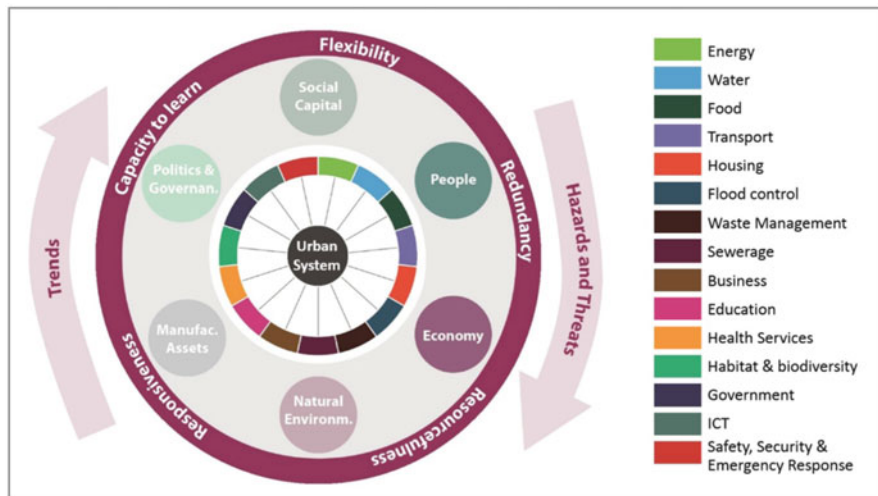 Flexibility
Capacity to learn
Redundancy
Responsiveness
Resourcefulness
Trends
Hazards and Threats
Social
Capital
Politics &
Governan.
People
Urban
System
Manufac.
Assets
Economy
Natural
Environm.
Energy
Water
Food
Transport
Housing
Flood control
Waste Management
Sewerage
Business
Education
Health Services
Habitat & biodiversity
Government
ICT
Safety, Security &
Emergency Response